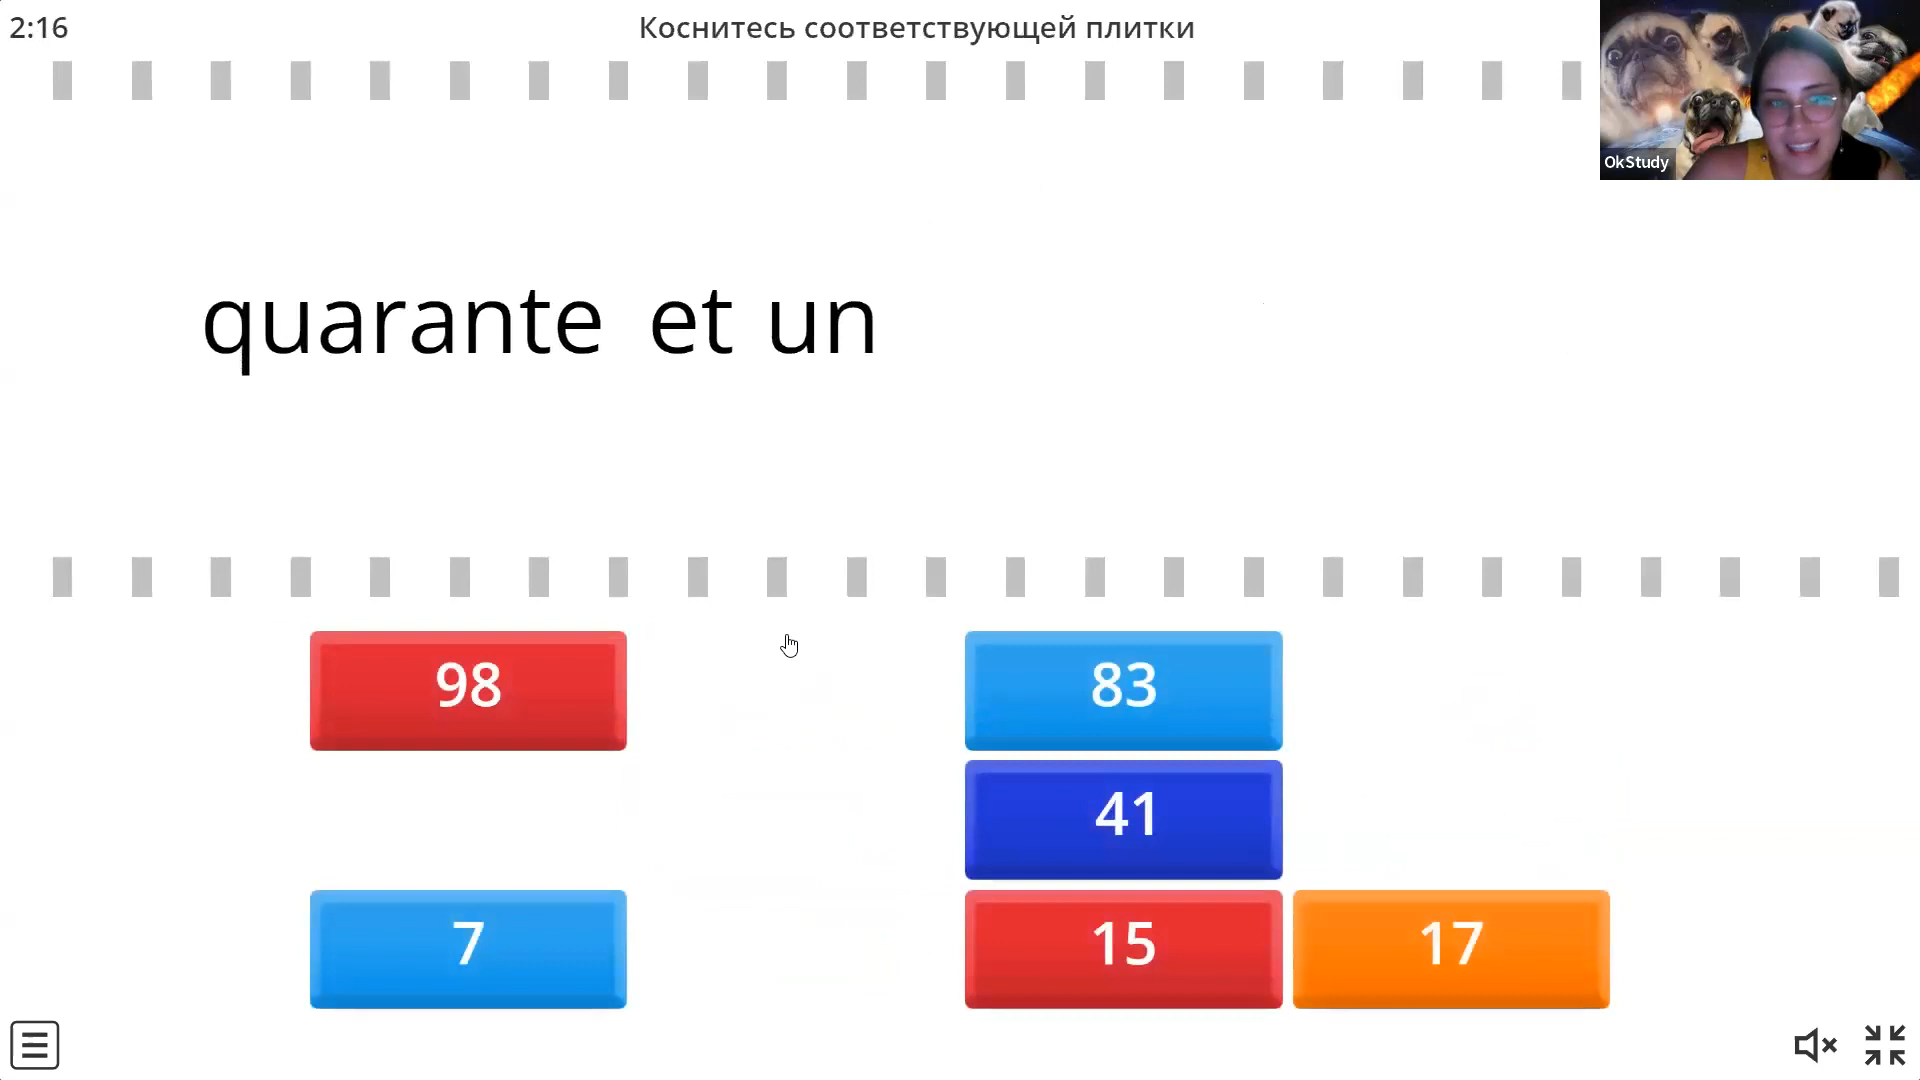 2:16
Коснитесь соответствующей плитки
OkStudy
quarante et un
98
83
41
7
15
17